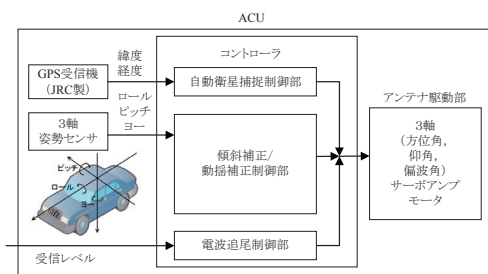 ACU
コントローラ
GPS受信機
(JRC製)
緯度
経度
自動衛星捕捉制御部
3軸
姿勢センサ
ロール
ピッチ
ヨー
傾斜補正/
動揺補正制御部
アンテナ駆動部
3軸
(方位角,
仰角,
偏波角)
サーボアンプ
モータ
ピッチ
ロール
ヨー
電波追尾制御部
受信レベル